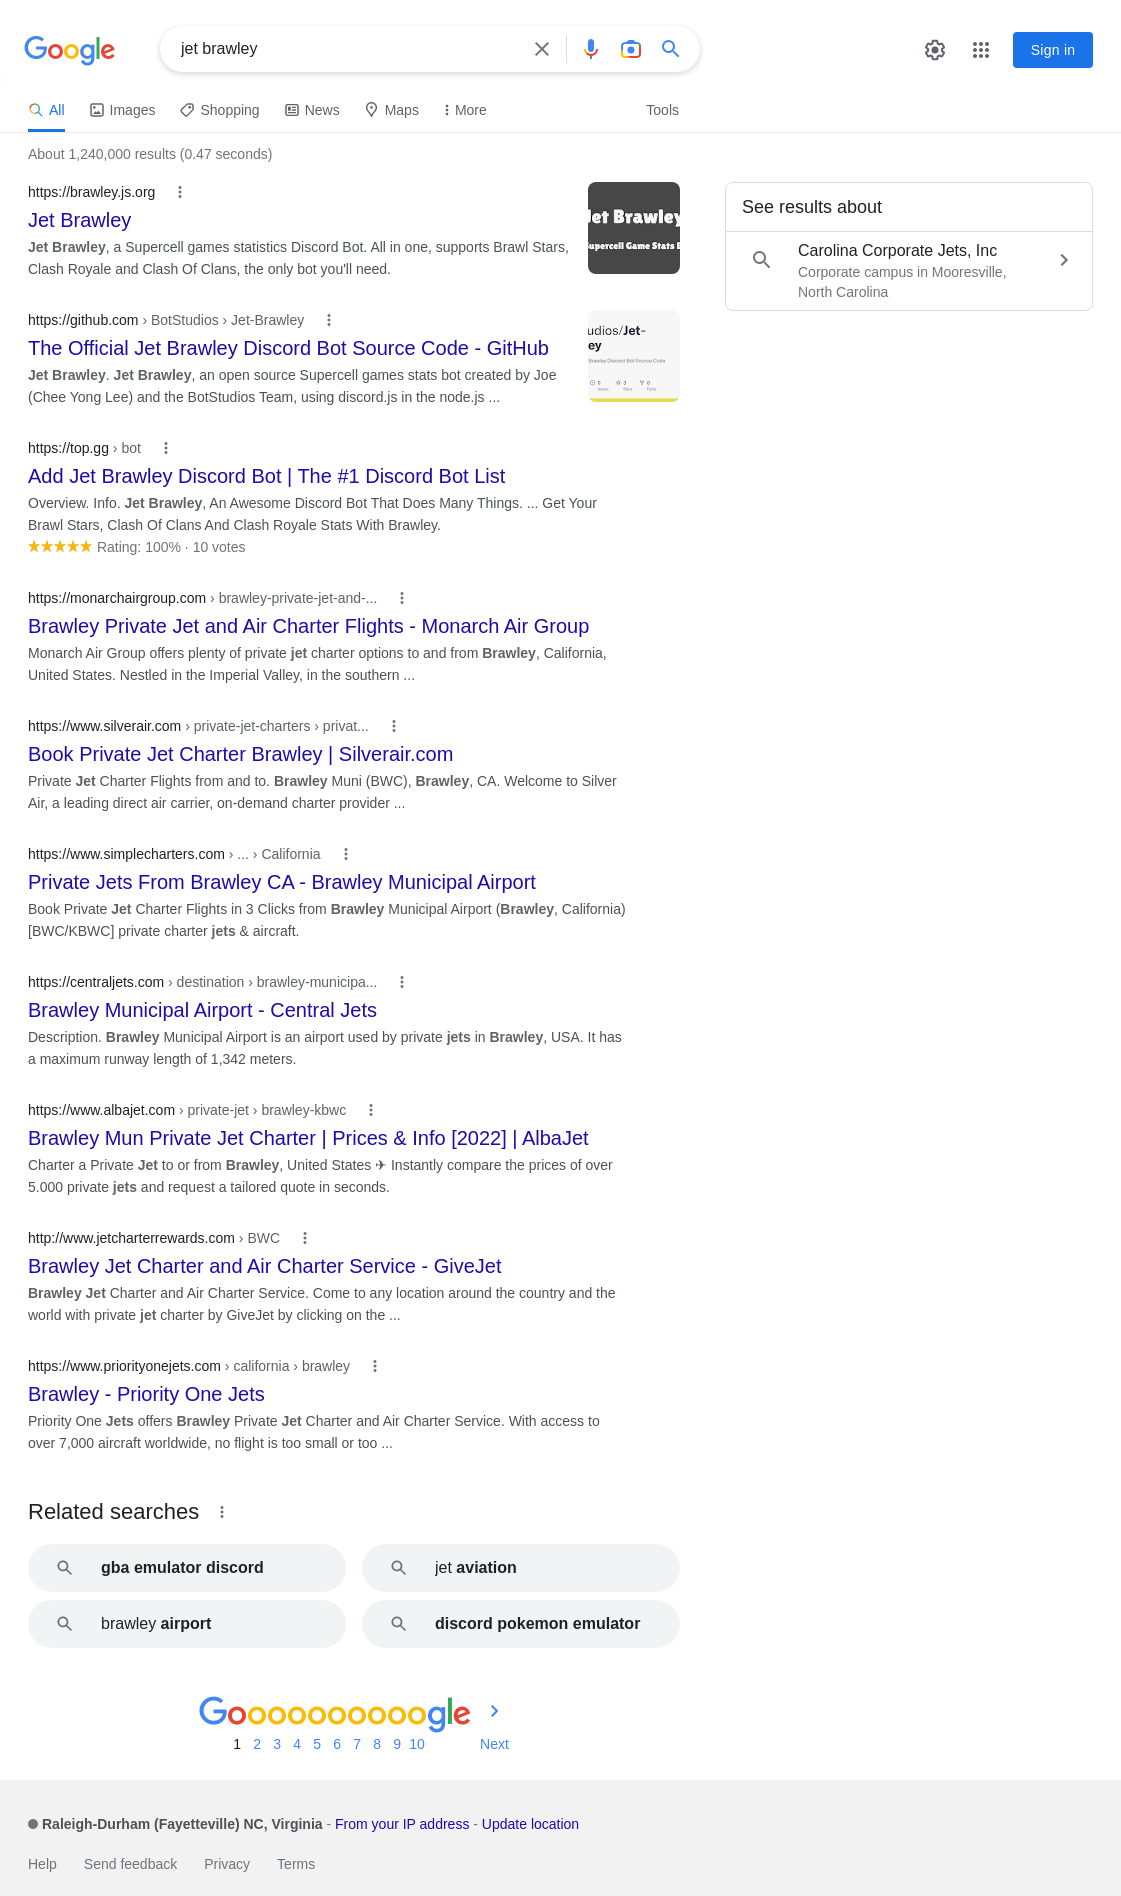 Google
jet brawley
Sign in
All
Images
Shopping
News
Maps
More
Tools
About 1,240,000 results (0.47 seconds)
https://brawley.js.org
Jet Brawley
Jet Brawley, a Supercell games statistics Discord Bot. All in one, supports Brawl Stars,
Clash Royale and Clash Of Clans, the only bot you'll need.
Jet Brawley
Supercell Game Stats
https://github.com › BotStudios › Jet-Brawley
The Official Jet Brawley Discord Bot Source Code - GitHub
Jet Brawley. Jet Brawley, an open source Supercell games stats bot created by Joe
(Chee Yong Lee) and the BotStudios Team, using discord.js in the node.js ...
udios/Jet-
ey
Brawley Discord Bot Source Code
0 3 0
Issues Stars Forks
https://top.gg › bot
Add Jet Brawley Discord Bot | The #1 Discord Bot List
Overview. Info. Jet Brawley, An Awesome Discord Bot That Does Many Things. ... Get Your
Brawl Stars, Clash Of Clans And Clash Royale Stats With Brawley.
Rating: 100% · 10 votes
https://monarchairgroup.com › brawley-private-jet-and-...
Brawley Private Jet and Air Charter Flights - Monarch Air Group
Monarch Air Group offers plenty of private jet charter options to and from Brawley, California,
United States. Nestled in the Imperial Valley, in the southern ...
https://www.silverair.com › private-jet-charters › privat...
Book Private Jet Charter Brawley | Silverair.com
Private Jet Charter Flights from and to. Brawley Muni (BWC), Brawley, CA. Welcome to Silver
Air, a leading direct air carrier, on-demand charter provider ...
https://www.simplecharters.com › ... › California
Private Jets From Brawley CA - Brawley Municipal Airport
Book Private Jet Charter Flights in 3 Clicks from Brawley Municipal Airport (Brawley, California)
[BWC/KBWC] private charter jets & aircraft.
https://centraljets.com › destination › brawley-municipa...
Brawley Municipal Airport - Central Jets
Description. Brawley Municipal Airport is an airport used by private jets in Brawley, USA. It has
a maximum runway length of 1,342 meters.
https://www.albajet.com › private-jet › brawley-kbwc
Brawley Mun Private Jet Charter | Prices & Info [2022] | AlbaJet
Charter a Private Jet to or from Brawley, United States ✈ Instantly compare the prices of over
5.000 private jets and request a tailored quote in seconds.
http://www.jetcharterrewards.com › BWC
Brawley Jet Charter and Air Charter Service - GiveJet
Brawley Jet Charter and Air Charter Service. Come to any location around the country and the
world with private jet charter by GiveJet by clicking on the ...
https://www.priorityonejets.com › california › brawley
Brawley - Priority One Jets
Priority One Jets offers Brawley Private Jet Charter and Air Charter Service. With access to
over 7,000 aircraft worldwide, no flight is too small or too ...
See results about
Carolina Corporate Jets, Inc
Corporate campus in Mooresville,
North Carolina
Related searches
gba emulator discord
jet aviation
brawley airport
discord pokemon emulator
Goooooooooogle
1 2 3 4 5 6 7 8 9 10 Next
Raleigh-Durham (Fayetteville) NC, Virginia - From your IP address - Update location
Help Send feedback Privacy Terms